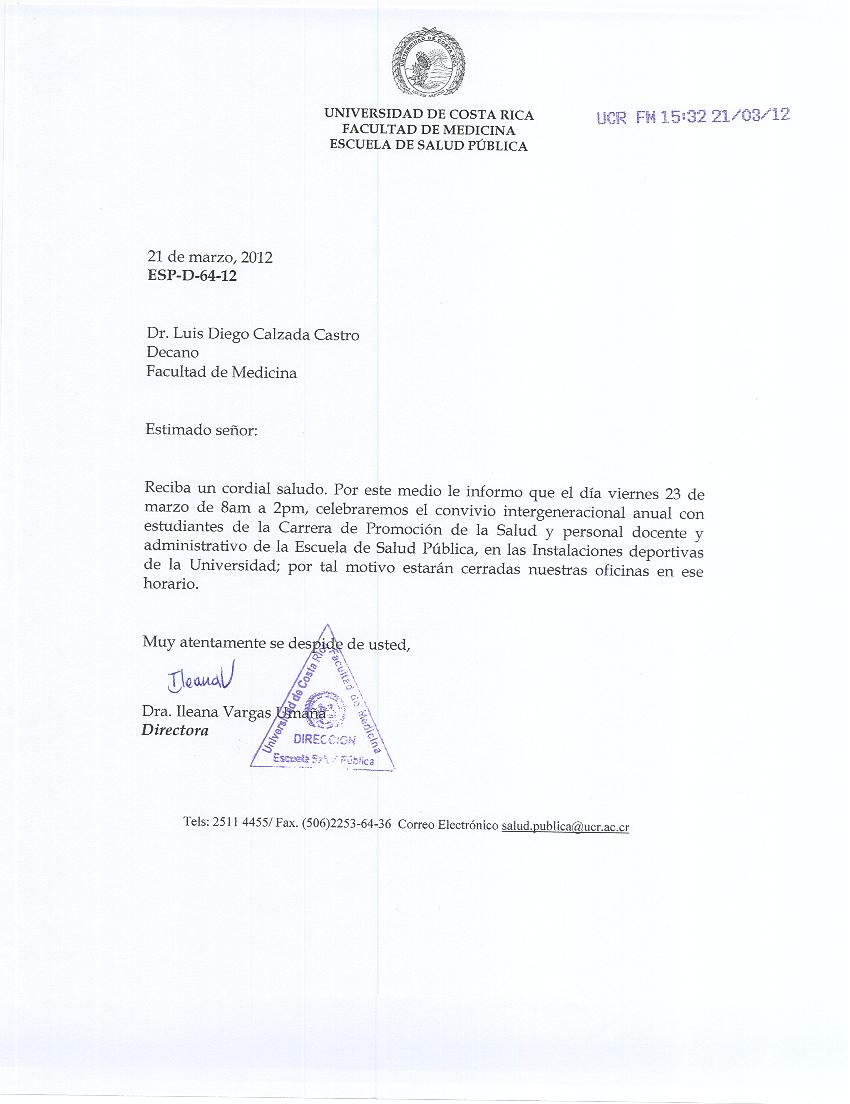 UNIVERSIDAD DE COSTA RICA
FACULTAD DE MEDICINA
ESCUELA DE SALUD PÚBLICA
UCR FM 15:32 21/03/12
21 de marzo, 2012
ESP-D-64-12
Dr. Luis Diego Calzada Castro
Decano
Facultad de Medicina
Estimado señor:
Reciba un cordial saludo. Por este medio le informo que el día viernes 23 de
marzo de 8am a 2pm, celebraremos el convivio intergeneracional anual con
estudiantes de la Carrera de Promoción de la Salud y personal docente y
administrativo de la Escuela de Salud Pública, en las Instalaciones deportivas
de la Universidad; por tal motivo estarán cerradas nuestras oficinas en ese
horario.
Muy atentamente se despide de usted,
IleanaV
Dra. Ileana Vargas Umaña
Directora
Universidad de Costa Rica
Facultad de Medicina
DIRECCION
Escuela Salud Pública
Tels: 2511 4455/ Fax. (506)2253-64-36 Correo Electrónico salud.publica@ucr.ac.cr